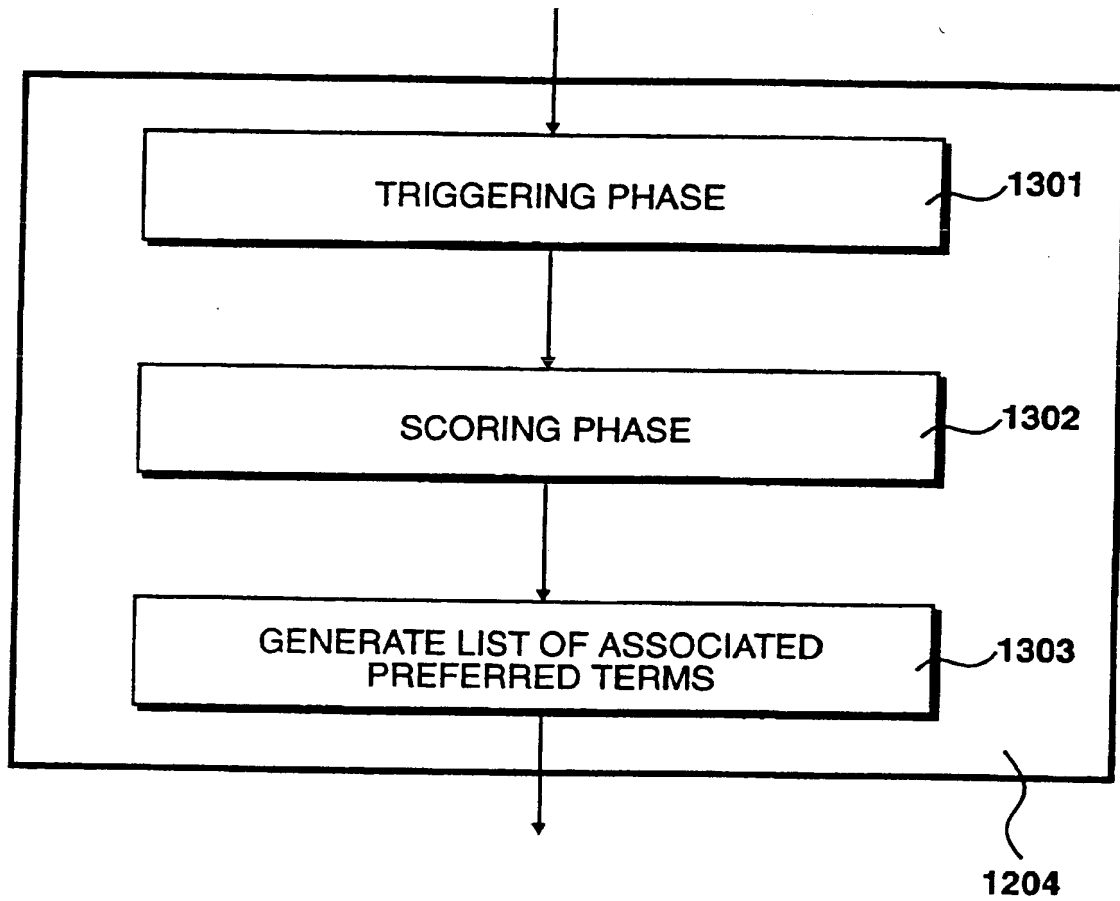 TRIGGERING PHASE
1301
SCORING PHASE
1302
GENERATE LIST OF ASSOCIATED
PREFERRED TERMS
1303
1204